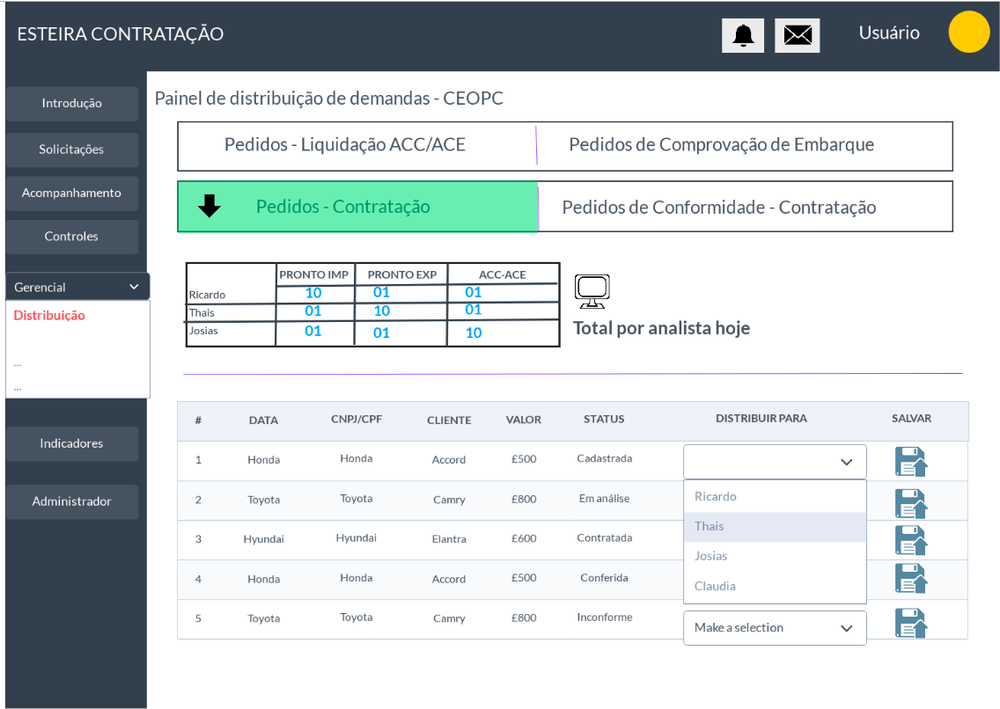 ESTEIRA CONTRATAÇÃO
Usuário
Introdução
Solicitações
Acompanhamento
Controles
Gerencial
Distribuição
...
...
Indicadores
Administrador
Painel de distribuição de demandas - CEOPC
Pedidos - Liquidação ACC/ACE
Pedidos de Comprovação de Embarque
Pedidos - Contratação
Pedidos de Conformidade - Contratação
PRONTO IMP PRONTO EXP ACC-ACE
Ricardo 10 01 01
Thais 01 10 01
Josias 01 01 10
Total por analista hoje
# DATA CNPJ/CPF CLIENTE VALOR STATUS DISTRIBUIR PARA SALVAR
1 Honda Honda Accord £500 Cadastrada
2 Toyota Toyota Camry £800 Em análise
3 Hyundai Hyundai Elantra £600 Contratada
4 Honda Honda Accord £500 Conferida
5 Toyota Toyota Camry £800 Inconforme
Ricardo
Thais
Josias
Claudia
Make a selection